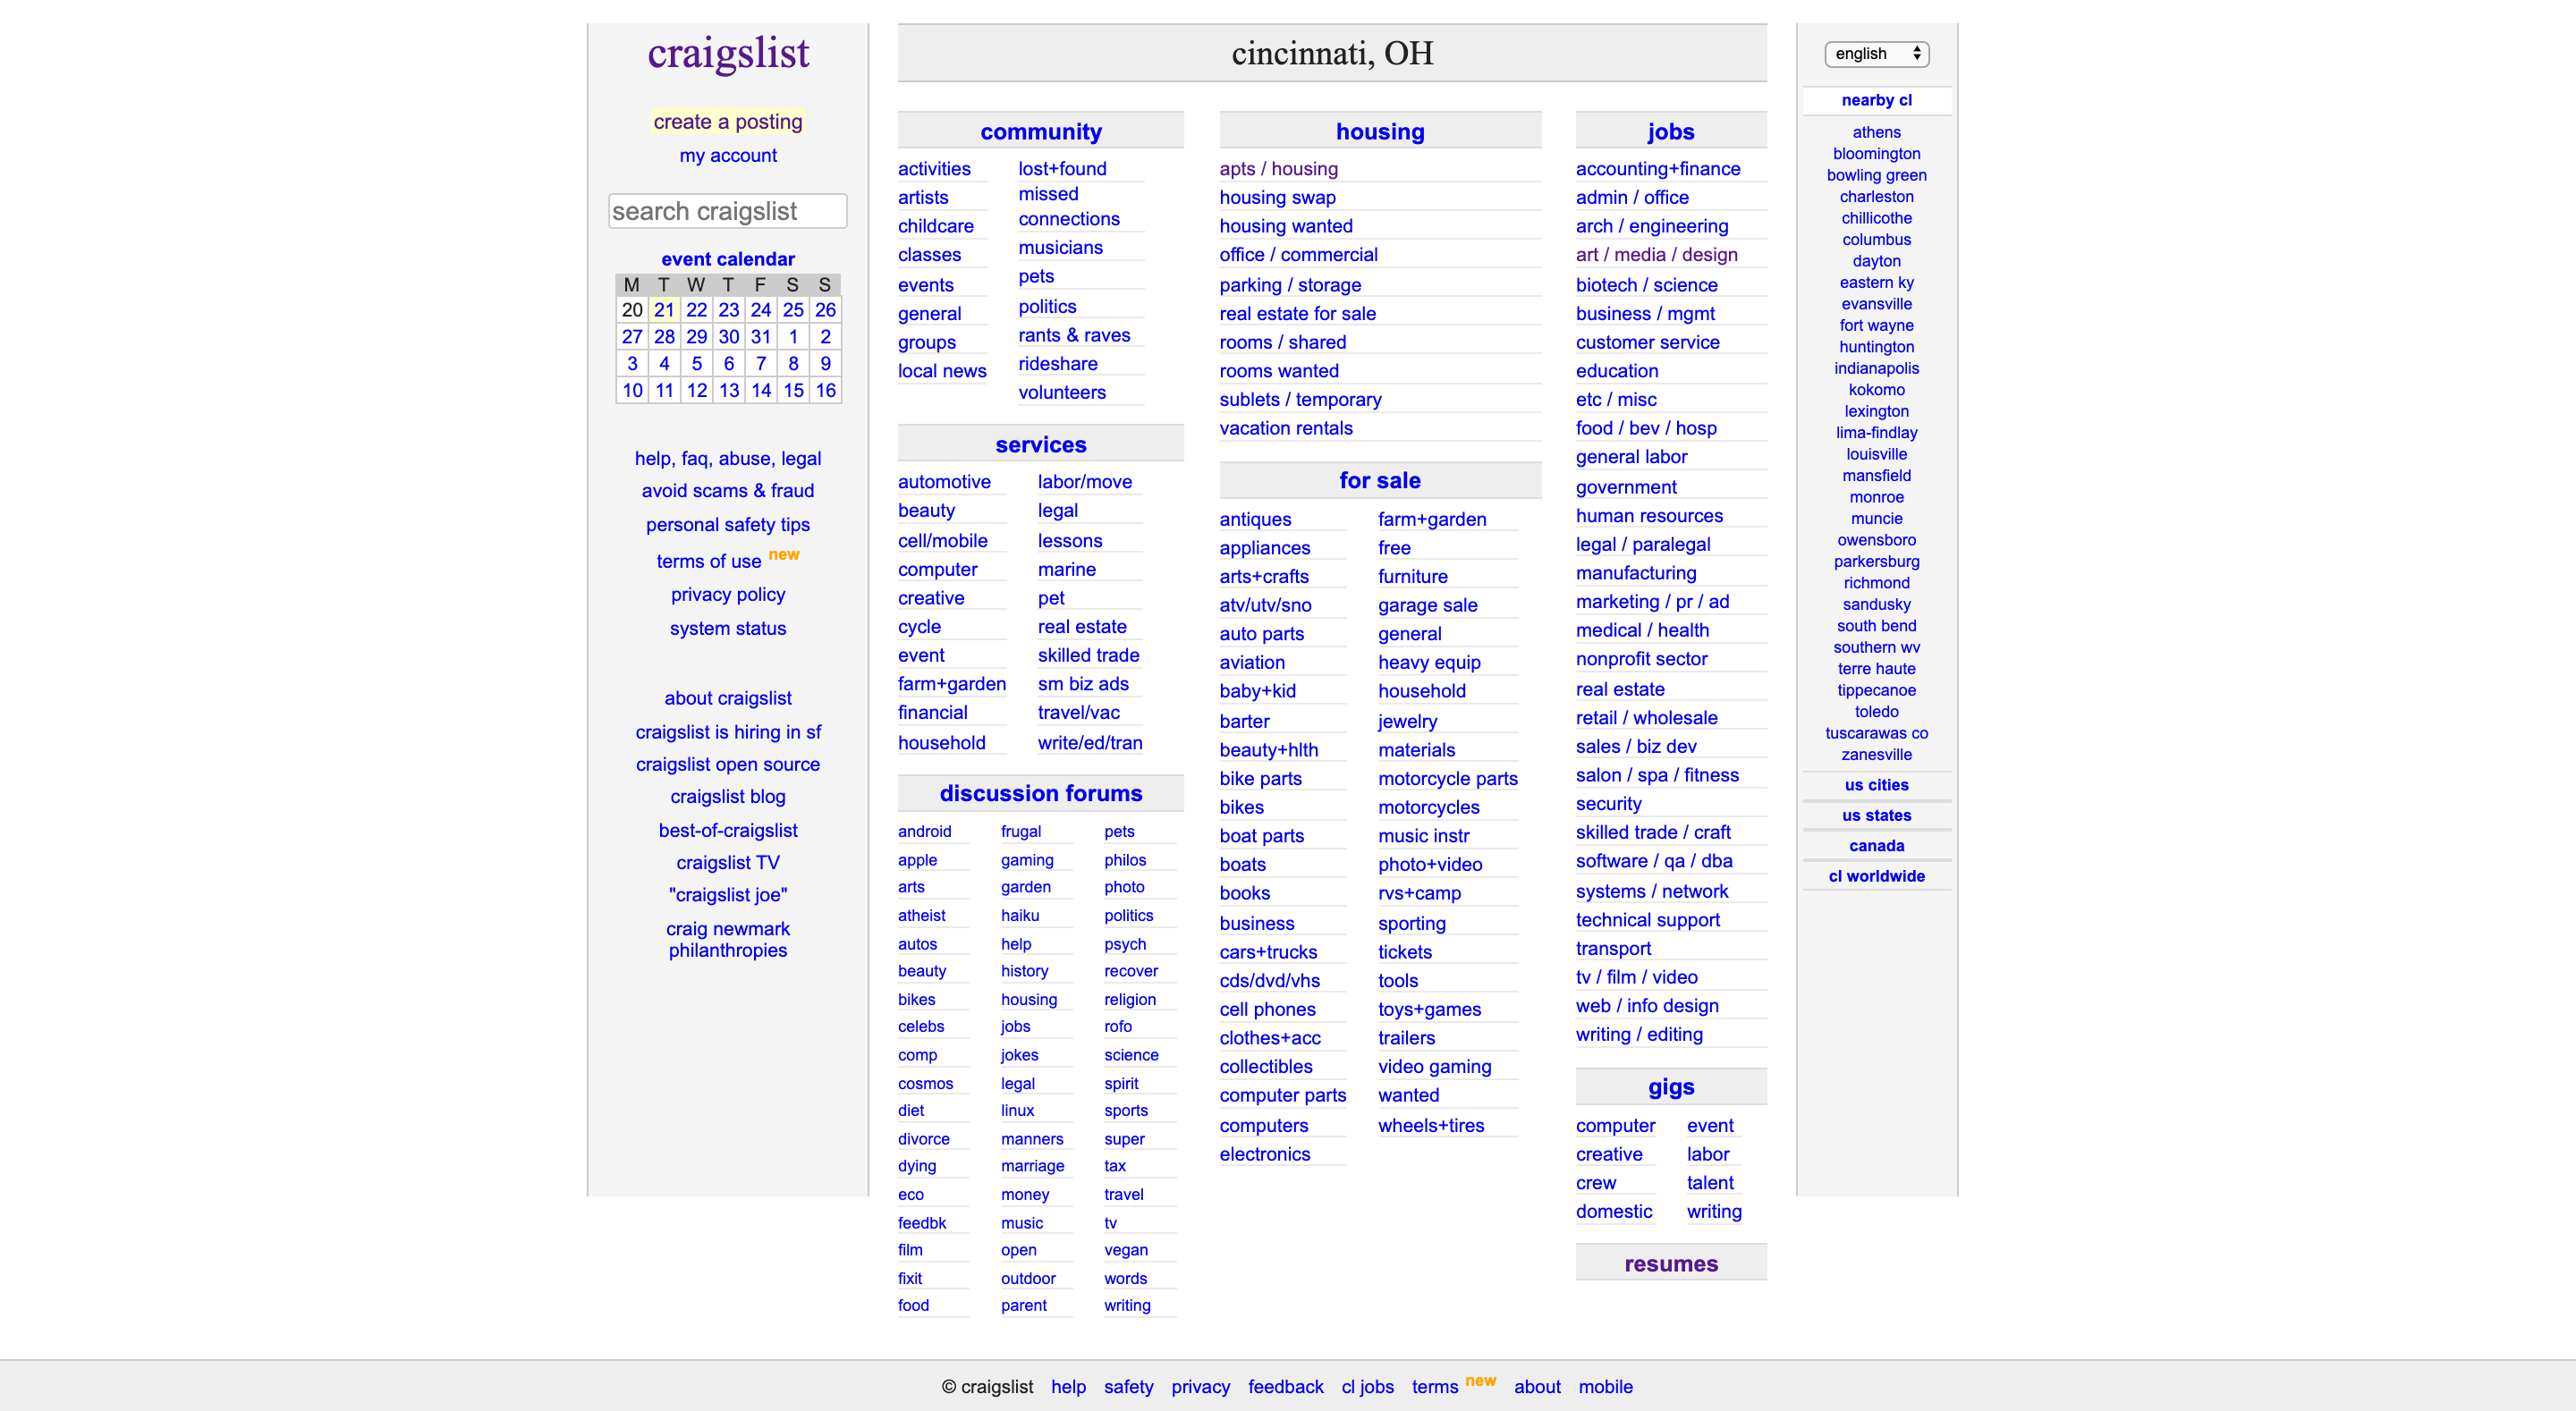 craigslist
create a posting
my account
search craigslist
event calendar
M T W T F S S
20 21 22 23 24 25 26
27 28 29 30 31 1 2
3 4 5 6 7 8 9
10 11 12 13 14 15 16
help, faq, abuse, legal
avoid scams & fraud
personal safety tips
terms of use new
privacy policy
system status
about craigslist
craigslist is hiring in sf
craigslist open source
craigslist blog
best-of-craigslist
craigslist TV
"craigslist joe"
craig newmark
philanthropies
cincinnati, OH
community
activities
artists
childcare
classes
events
general
groups
local news
lost+found
missed
connections
musicians
pets
politics
rants & raves
rideshare
volunteers
services
automotive
beauty
cell/mobile
computer
creative
cycle
event
farm+garden
financial
household
labor/move
legal
lessons
marine
pet
real estate
skilled trade
sm biz ads
travel/vac
write/ed/tran
discussion forums
android
apple
arts
atheist
autos
beauty
bikes
celebs
comp
cosmos
diet
divorce
dying
eco
feedbk
film
fixit
food
frugal
gaming
garden
haiku
help
history
housing
jobs
jokes
legal
linux
manners
marriage
money
music
open
outdoor
parent
pets
philos
photo
politics
psych
recover
religion
rofo
science
spirit
sports
super
tax
travel
tv
vegan
words
writing
housing
apts / housing
housing swap
housing wanted
office / commercial
parking / storage
real estate for sale
rooms / shared
rooms wanted
sublets / temporary
vacation rentals
for sale
antiques
appliances
arts+crafts
atv/utv/sno
auto parts
aviation
baby+kid
barter
beauty+hlth
bike parts
bikes
boat parts
boats
books
business
cars+trucks
cds/dvd/vhs
cell phones
clothes+acc
collectibles
computer parts
computers
electronics
farm+garden
free
furniture
garage sale
general
heavy equip
household
jewelry
materials
motorcycle parts
motorcycles
music instr
photo+video
rvs+camp
sporting
tickets
tools
toys+games
trailers
video gaming
wanted
wheels+tires
jobs
accounting+finance
admin / office
arch / engineering
art / media / design
biotech / science
business / mgmt
customer service
education
etc / misc
food / bev / hosp
general labor
government
human resources
legal / paralegal
manufacturing
marketing / pr / ad
medical / health
nonprofit sector
real estate
retail / wholesale
sales / biz dev
salon / spa / fitness
security
skilled trade / craft
software / qa / dba
systems / network
technical support
transport
tv / film / video
web / info design
writing / editing
gigs
computer
creative
crew
domestic
event
labor
talent
writing
resumes
english
nearby cl
athens
bloomington
bowling green
charleston
chillicothe
columbus
dayton
eastern ky
evansville
fort wayne
huntington
indianapolis
kokomo
lexington
lima-findlay
louisville
mansfield
monroe
muncie
owensboro
parkersburg
richmond
sandusky
south bend
southern wv
terre haute
tippecanoe
toledo
tuscarawas co
zanesville
us cities
us states
canada
cl worldwide
© craigslist help safety privacy feedback cl jobs terms new about mobile